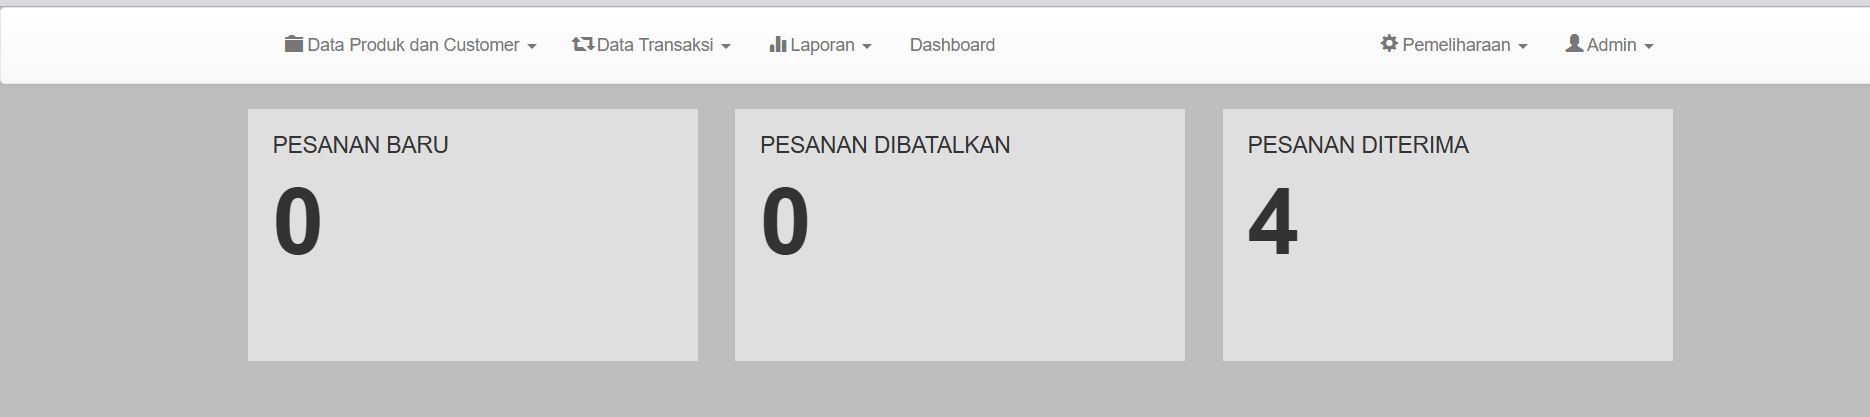 Data Produk dan Customer Data Transaksi Laporan Dashboard Pemeliharaan Admin
PESANAN BARU
0
PESANAN DIBATALKAN
0
PESANAN DITERIMA
4